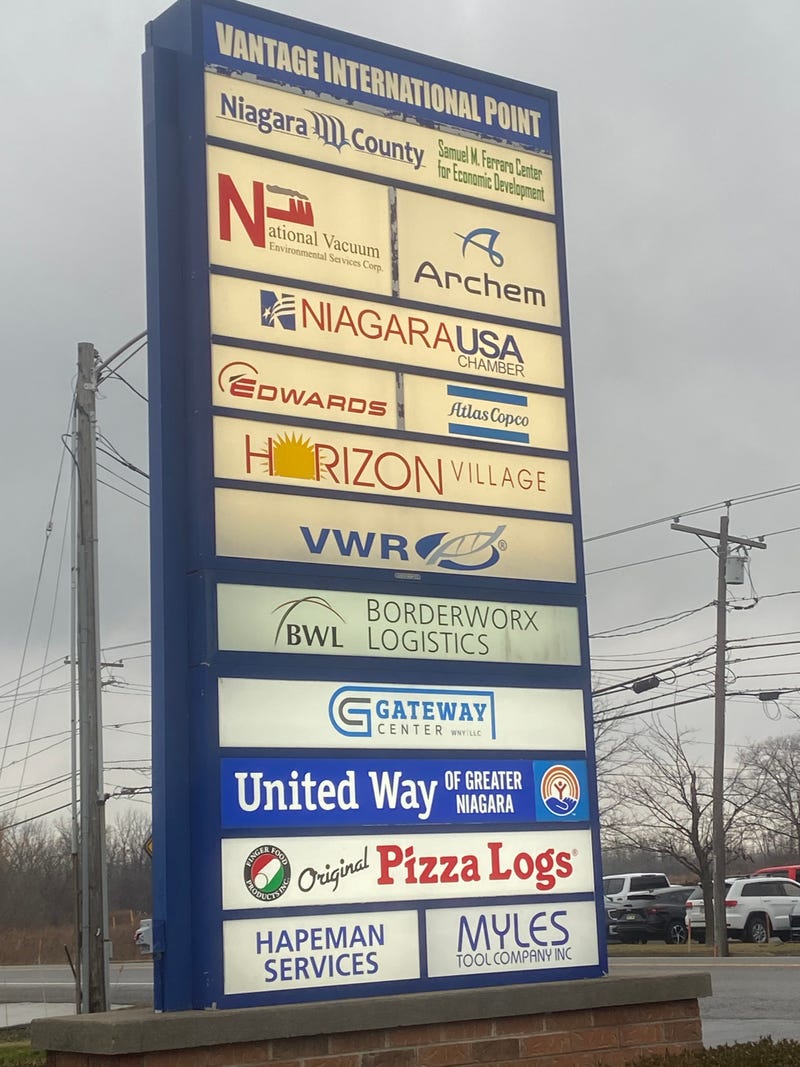 VANTAGE INTERNATIONAL POINT
Niagara County
Samuel M. Ferraro Center
for Economic Development
National Vacuum
Environmental Services Corp.
Archem
NIAGARA USA
CHAMBER
EDWARDS
Atlas Copco
HORIZON VILLAGE
VWR ®
BWL
BORDERWORX
LOGISTICS
G GATEWAY
CENTER WNY LLC
United Way
OF GREATER
NIAGARA
FINGER FOOD
PRODUCTS INC
Original Pizza Logs®
HAPEMAN
SERVICES
MYLES
TOOL COMPANY INC